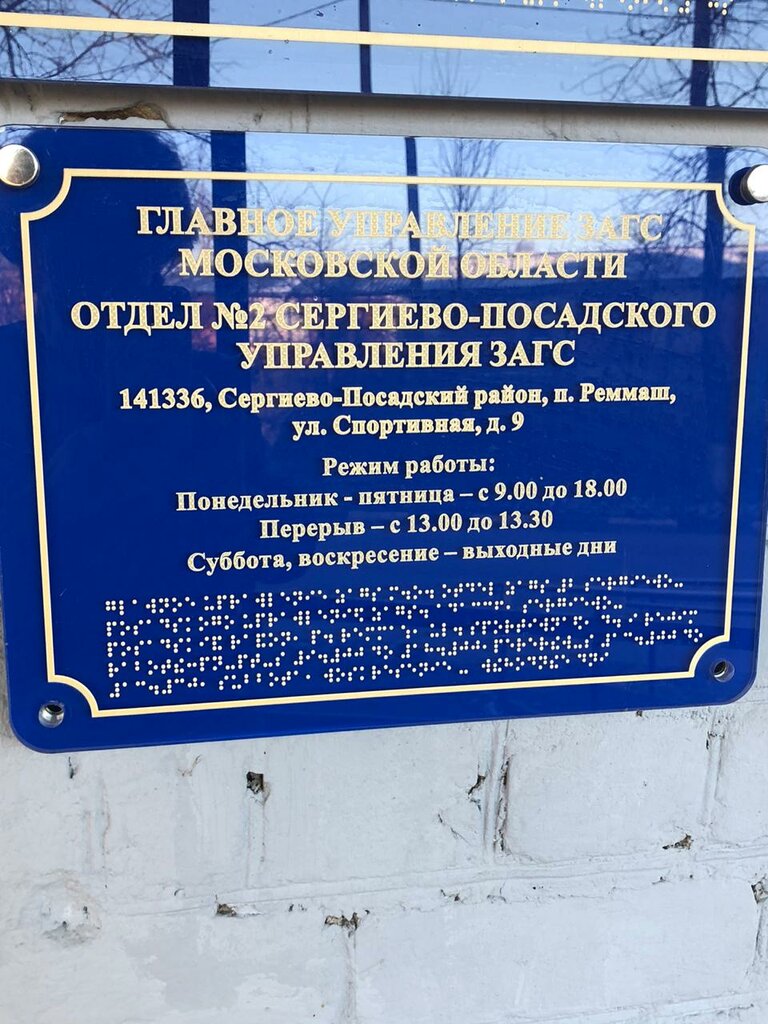 ГЛАВНОЕ УПРАВЛЕНИЕ ЗАГС
МОСКОВСКОЙ ОБЛАСТИ
ОТДЕЛ №2 СЕРГИЕВО-ПОСАДСКОГО
УПРАВЛЕНИЯ ЗАГС
141336, Сергиево-Посадский район, п. Реммаш,
ул. Спортивная, д. 9
Режим работы:
Понедельник - пятница – с 9.00 до 18.00
Перерыв – с 13.00 до 13.30
Суббота, воскресение – выходные дни